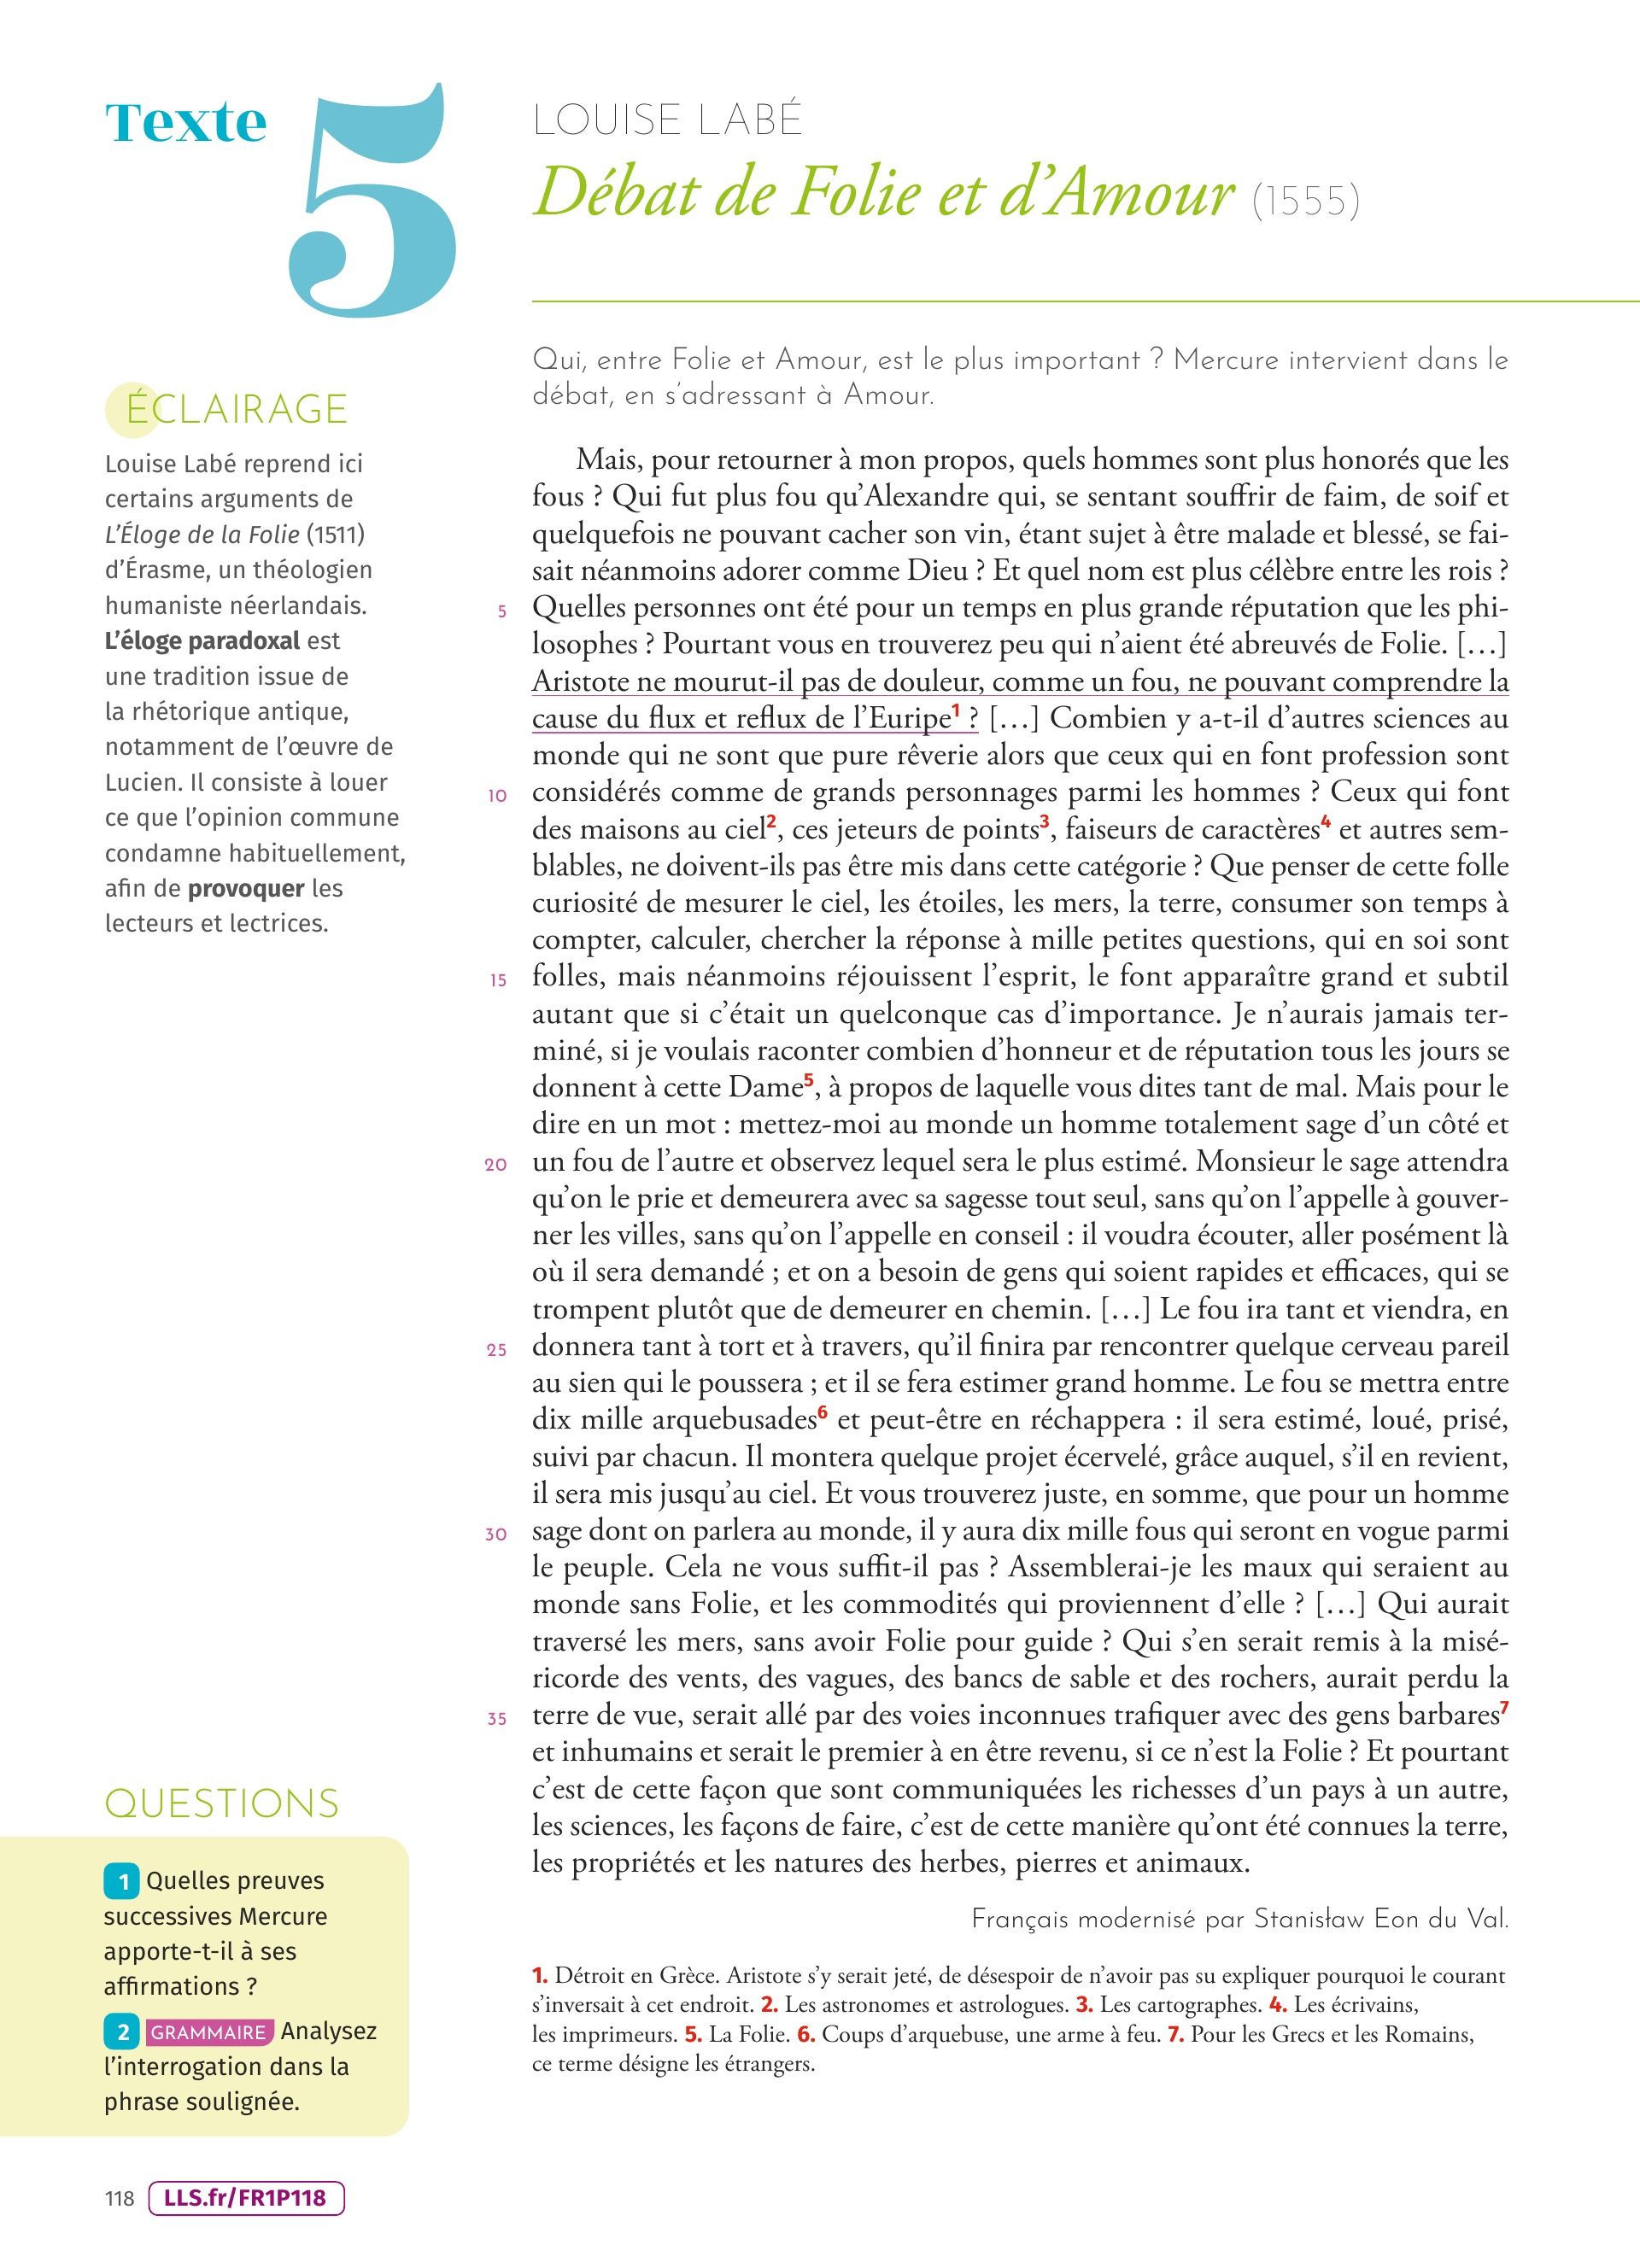 Texte 5
LOUISE LABÉ
Débat de Folie et d’Amour (1555)
Qui, entre Folie et Amour, est le plus important ? Mercure intervient dans le
débat, en s’adressant à Amour.
ÉCLAIRAGE
Louise Labé reprend ici
certains arguments de
L’Éloge de la Folie (1511)
d’Érasme, un théologien
humaniste néerlandais.
L’éloge paradoxal est
une tradition issue de
la rhétorique antique,
notamment de l’œuvre de
Lucien. Il consiste à louer
ce que l’opinion commune
condamne habituellement,
afin de provoquer les
lecteurs et lectrices.
Mais, pour retourner à mon propos, quels hommes sont plus honorés que les
fous ? Qui fut plus fou qu’Alexandre qui, se sentant souffrir de faim, de soif et
quelquefois ne pouvant cacher son vin, étant sujet à être malade et blessé, se fai-
sait néanmoins adorer comme Dieu ? Et quel nom est plus célèbre entre les rois ?
5 Quelles personnes ont été pour un temps en plus grande réputation que les phi-
losophes ? Pourtant vous en trouverez peu qui n’aient été abreuvés de Folie. […]
Aristote ne mourut-il pas de douleur, comme un fou, ne pouvant comprendre la
cause du flux et reflux de l’Euripe1 ? […] Combien y a-t-il d’autres sciences au
monde qui ne sont que pure rêverie alors que ceux qui en font profession sont
10 considérés comme de grands personnages parmi les hommes ? Ceux qui font
des maisons au ciel2, ces jeteurs de points3, faiseurs de caractères4 et autres sem-
blables, ne doivent-ils pas être mis dans cette catégorie ? Que penser de cette folle
curiosité de mesurer le ciel, les étoiles, les mers, la terre, consumer son temps à
compter, calculer, chercher la réponse à mille petites questions, qui en soi sont
15 folles, mais néanmoins réjouissent l’esprit, le font apparaître grand et subtil
autant que si c’était un quelconque cas d’importance. Je n’aurais jamais ter-
miné, si je voulais raconter combien d’honneur et de réputation tous les jours se
donnent à cette Dame5, à propos de laquelle vous dites tant de mal. Mais pour le
dire en un mot : mettez-moi au monde un homme totalement sage d’un côté et
20 un fou de l’autre et observez lequel sera le plus estimé. Monsieur le sage attendra
qu’on le prie et demeurera avec sa sagesse tout seul, sans qu’on l’appelle à gouver-
ner les villes, sans qu’on l’appelle en conseil : il voudra écouter, aller posément là
où il sera demandé ; et on a besoin de gens qui soient rapides et efficaces, qui se
trompent plutôt que de demeurer en chemin. […] Le fou ira tant et viendra, en
25 donnera tant à tort et à travers, qu’il finira par rencontrer quelque cerveau pareil
au sien qui le poussera ; et il se fera estimer grand homme. Le fou se mettra entre
dix mille arquebusades6 et peut-être en réchappera : il sera estimé, loué, prisé,
suivi par chacun. Il montera quelque projet écervelé, grâce auquel, s’il en revient,
il sera mis jusqu’au ciel. Et vous trouverez juste, en somme, que pour un homme
30 sage dont on parlera au monde, il y aura dix mille fous qui seront en vogue parmi
le peuple. Cela ne vous suffit-il pas ? Assemblerai-je les maux qui seraient au
monde sans Folie, et les commodités qui proviennent d’elle ? […] Qui aurait
traversé les mers, sans avoir Folie pour guide ? Qui s’en serait remis à la misé-
ricorde des vents, des vagues, des bancs de sable et des rochers, aurait perdu la
35 terre de vue, serait allé par des voies inconnues trafiquer avec des gens barbares7
et inhumains et serait le premier à en être revenu, si ce n’est la Folie ? Et pourtant
c’est de cette façon que sont communiquées les richesses d’un pays à un autre,
les sciences, les façons de faire, c’est de cette manière qu’ont été connues la terre,
les propriétés et les natures des herbes, pierres et animaux.
Français modernisé par Stanisław Eon du Val.
1. Détroit en Grèce. Aristote s’y serait jeté, de désespoir de n’avoir pas su expliquer pourquoi le courant
s’inversait à cet endroit. 2. Les astronomes et astrologues. 3. Les cartographes. 4. Les écrivains,
les imprimeurs. 5. La Folie. 6. Coups d’arquebuse, une arme à feu. 7. Pour les Grecs et les Romains,
ce terme désigne les étrangers.
QUESTIONS
1 Quelles preuves
successives Mercure
apporte-t-il à ses
affirmations ?
2 GRAMMAIRE Analysez
l’interrogation dans la
phrase soulignée.
118 LLS.fr/FR1P118